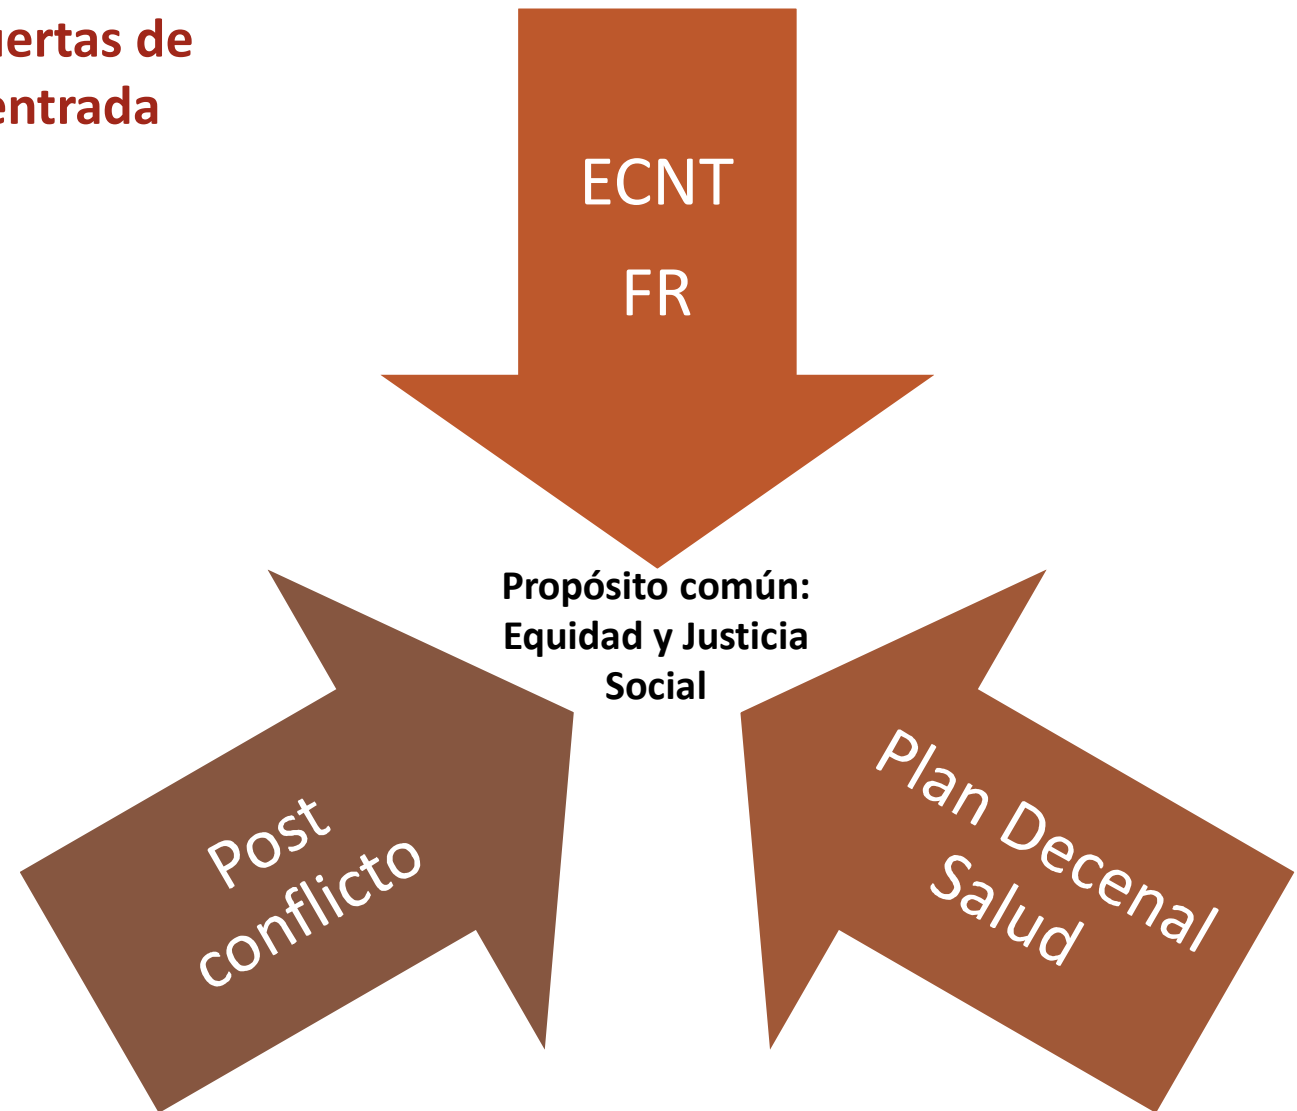 uertas de
entrada
ECNT
FR
Propósito común:
Equidad y Justicia
Social
Post
conflicto
Plan Decenal
Salud